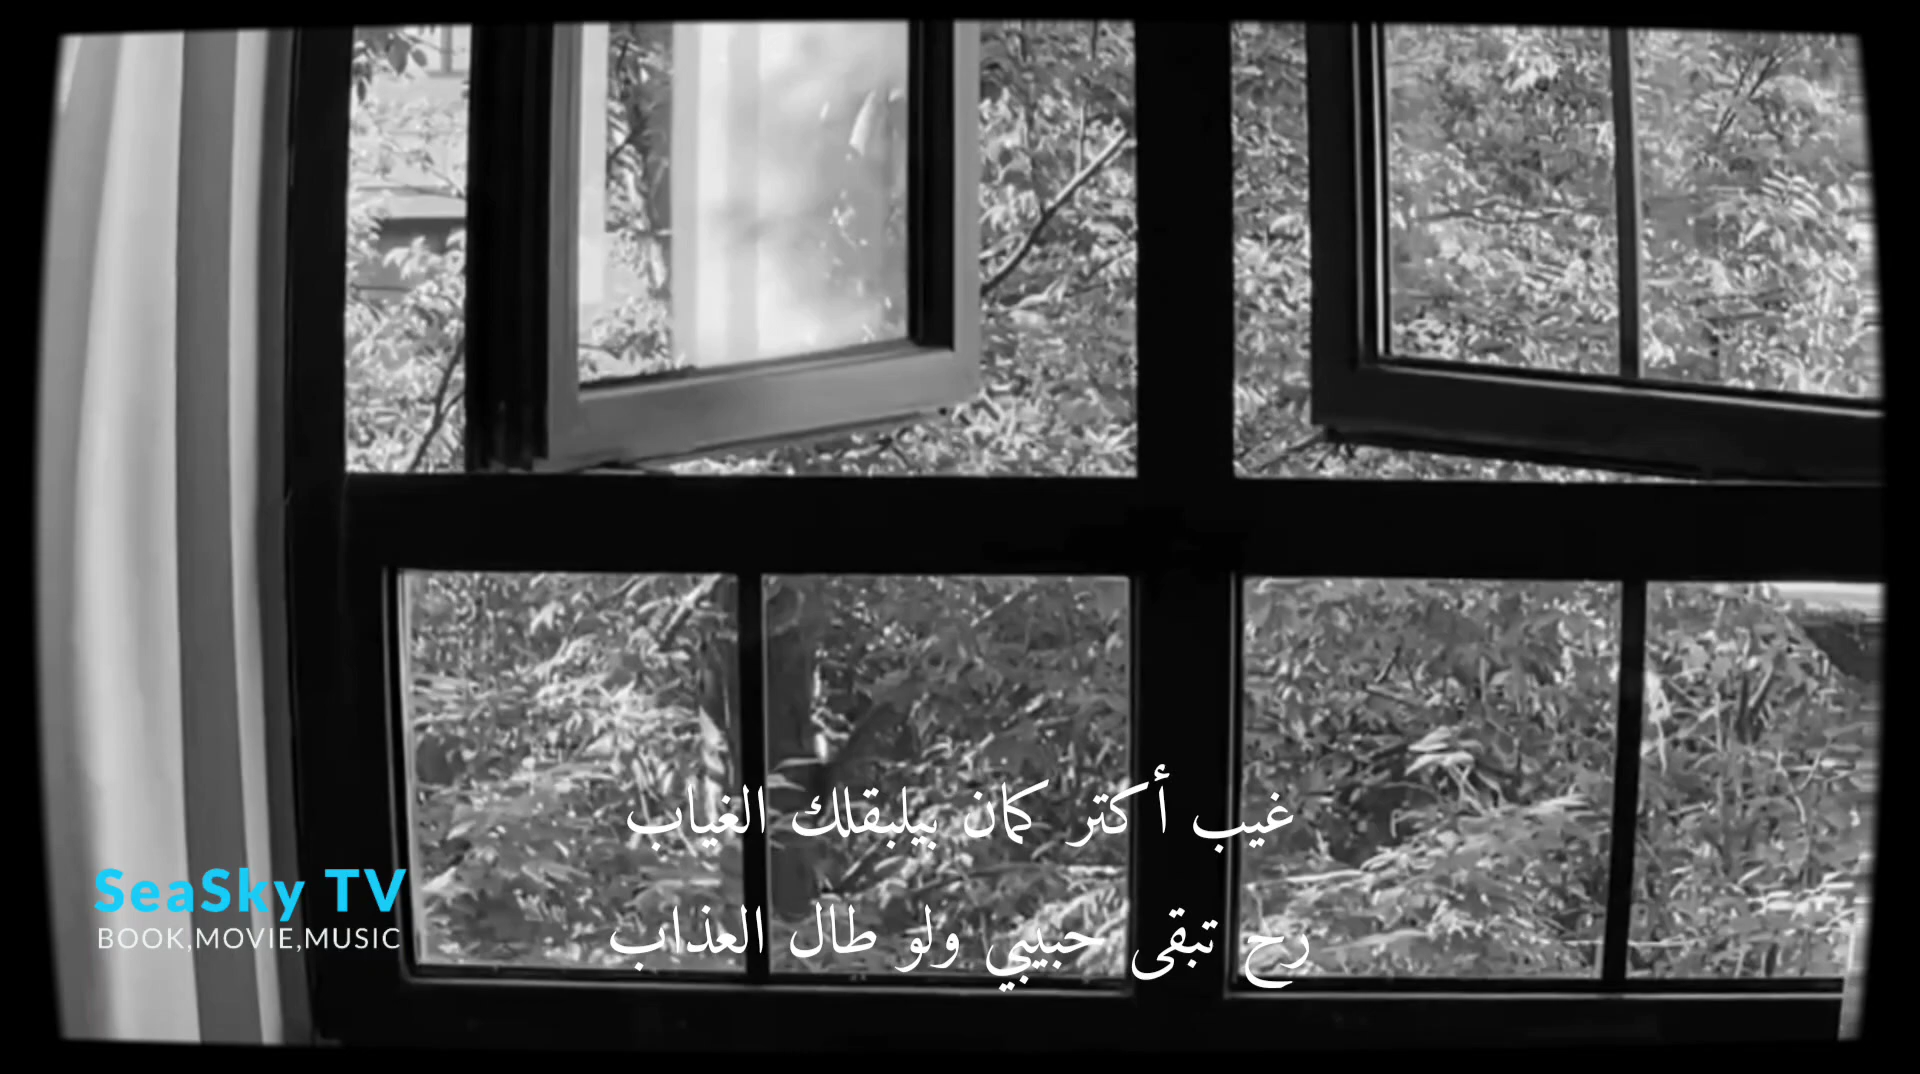 غيب أكتر كمان بيلبقلك الغياب
رح تبقى حبيبي ولو طال العذاب
SeaSky TV
BOOK,MOVIE,MUSIC